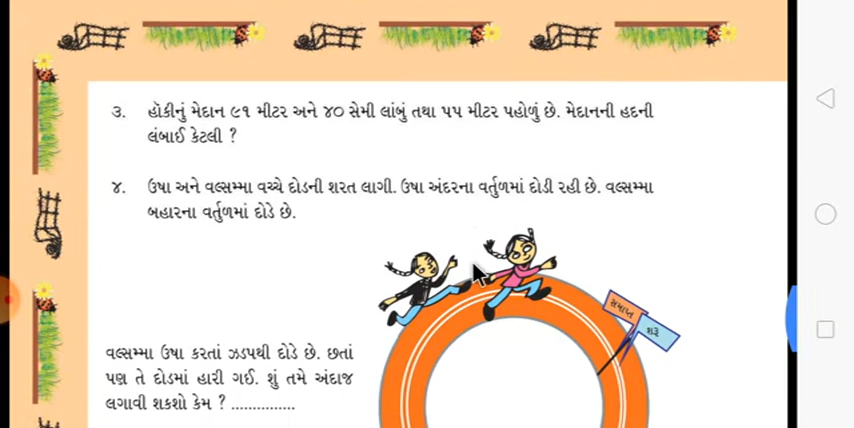 ૩. હૉકીનું મેદાન ૯૧ મીટર અને ૪૦ સેમી લાંબું તથા ૫૫ મીટર પહોળું છે. મેદાનની હદની
લંબાઈ કેટલી ?
૪. ઉષા અને વલ્સમ્મા વચ્ચે દોડની શરત લાગી. ઉષા અંદરના વર્તુળમાં દોડી રહી છે. વલ્સમ્મા
બહારના વર્તુળમાં દોડે છે.
સમાપ્ત
શરૂ
વલ્સમ્મા ઉષા કરતાં ઝડપથી દોડે છે. છતાં
પણ તે દોડમાં હારી ગઈ. શું તમે અંદાજ
લગાવી શકશો કેમ ? ...............